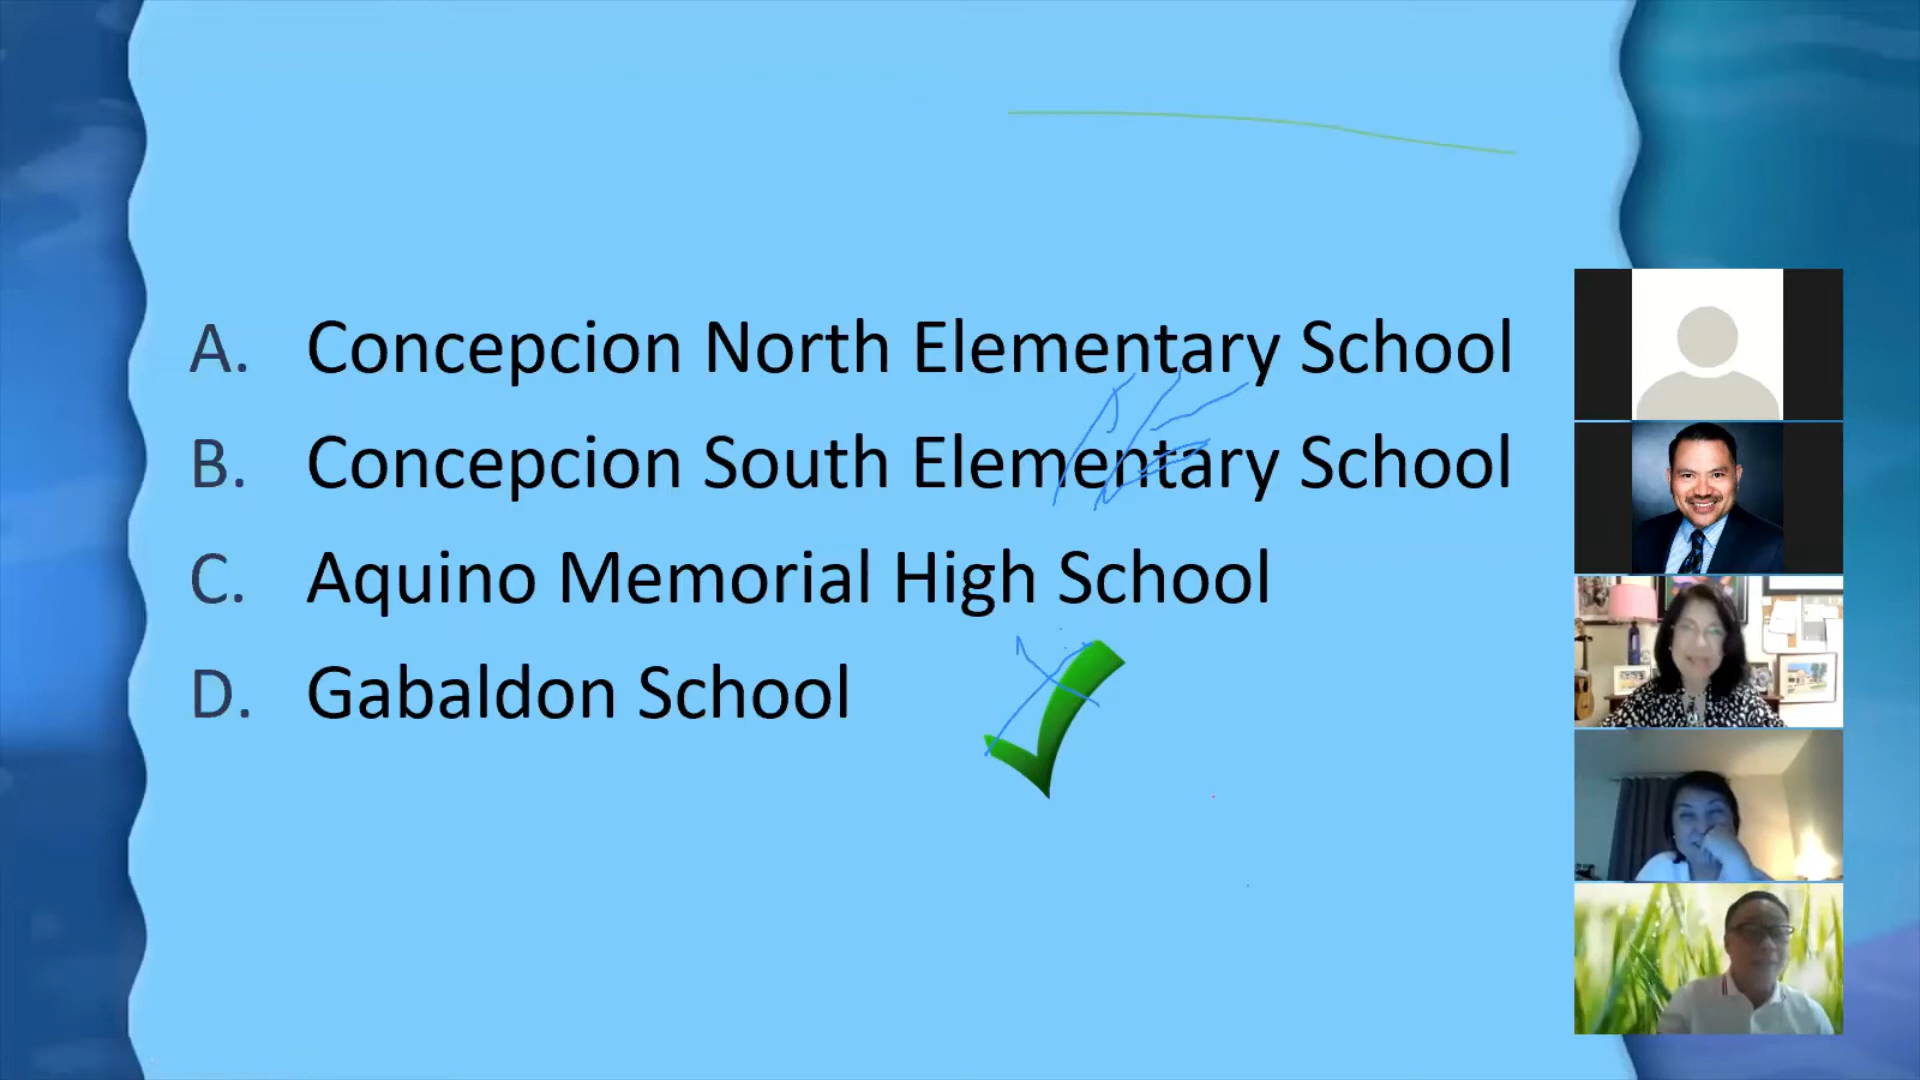 A. Concepcion North Elementary School
B. Concepcion South Elementary School
C. Aquino Memorial High School
D. Gabaldon School